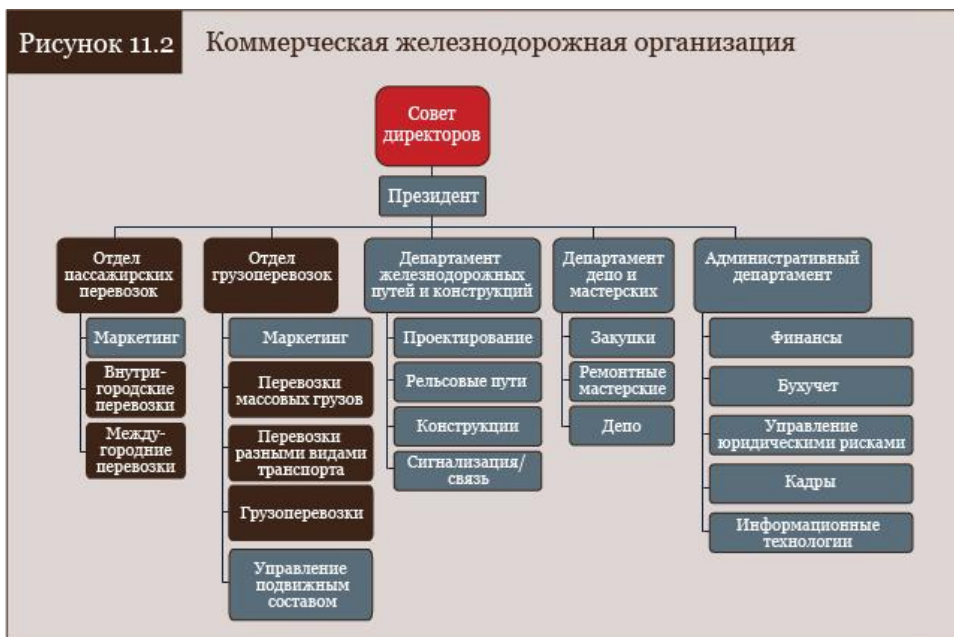 Рисунок 11.2
Коммерческая железнодорожная организация
Совет
директоров
Президент
Отдел
пассажирских
перевозок
Маркетинг
Внутри-
городские
перевозки
Между-
городние
перевозки
Отдел
грузоперевозок
Маркетинг
Перевозки
массовых грузов
Перевозки
разными видами
транспорта
Грузоперевозки
Управление
подвижным
составом
Департамент
железнодорожных
путей и конструкций
Проектирование
Рельсовые пути
Конструкции
Сигнализация/
связь
Департамент
депо и
мастерских
Закупки
Ремонтные
мастерские
Депо
Административный
департамент
Финансы
Бухучет
Управление
юридическими рисками
Кадры
Информационные
технологии